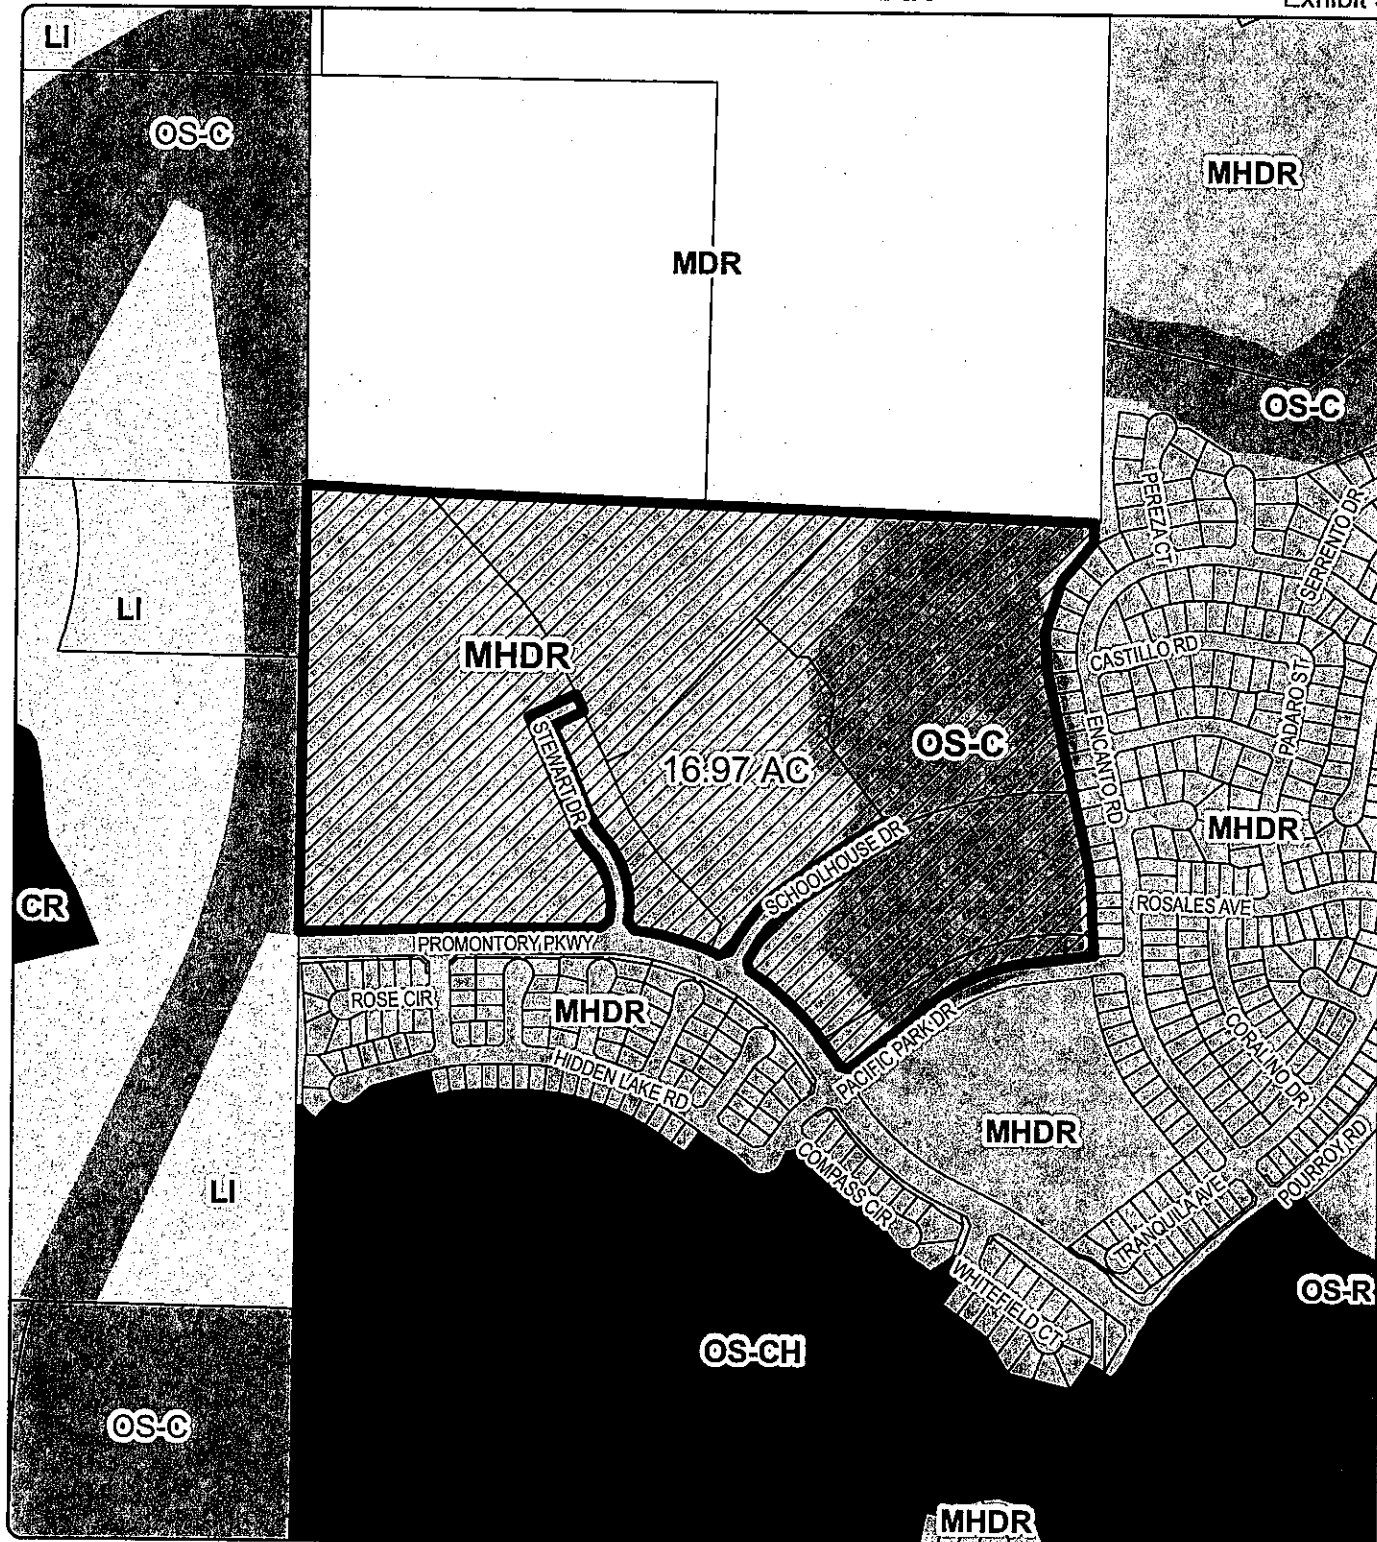 Exhibit
LI
OS-C
MHDR
MDR
OS-C
PEREZA CT
SERRENTO DR
LI
MHDR
CASTILLO RD
STEWART DR
16.97 AC
OS-C
ENCANTO RD
PADARO ST
MHDR
SCHOOLHOUSE DR
CR
ROSALES AVE
PROMONTORY PKWY
ROSE CIR
MHDR
HIDDEN LAKE RD
PACIFIC PARK DR
CORALINO DR
MHDR
COMPASS CIR
POURROY RD
LI
TRANQUILA AVE
WHITEFIELD CT
OS-R
OS-CH
OS-C
MHDR